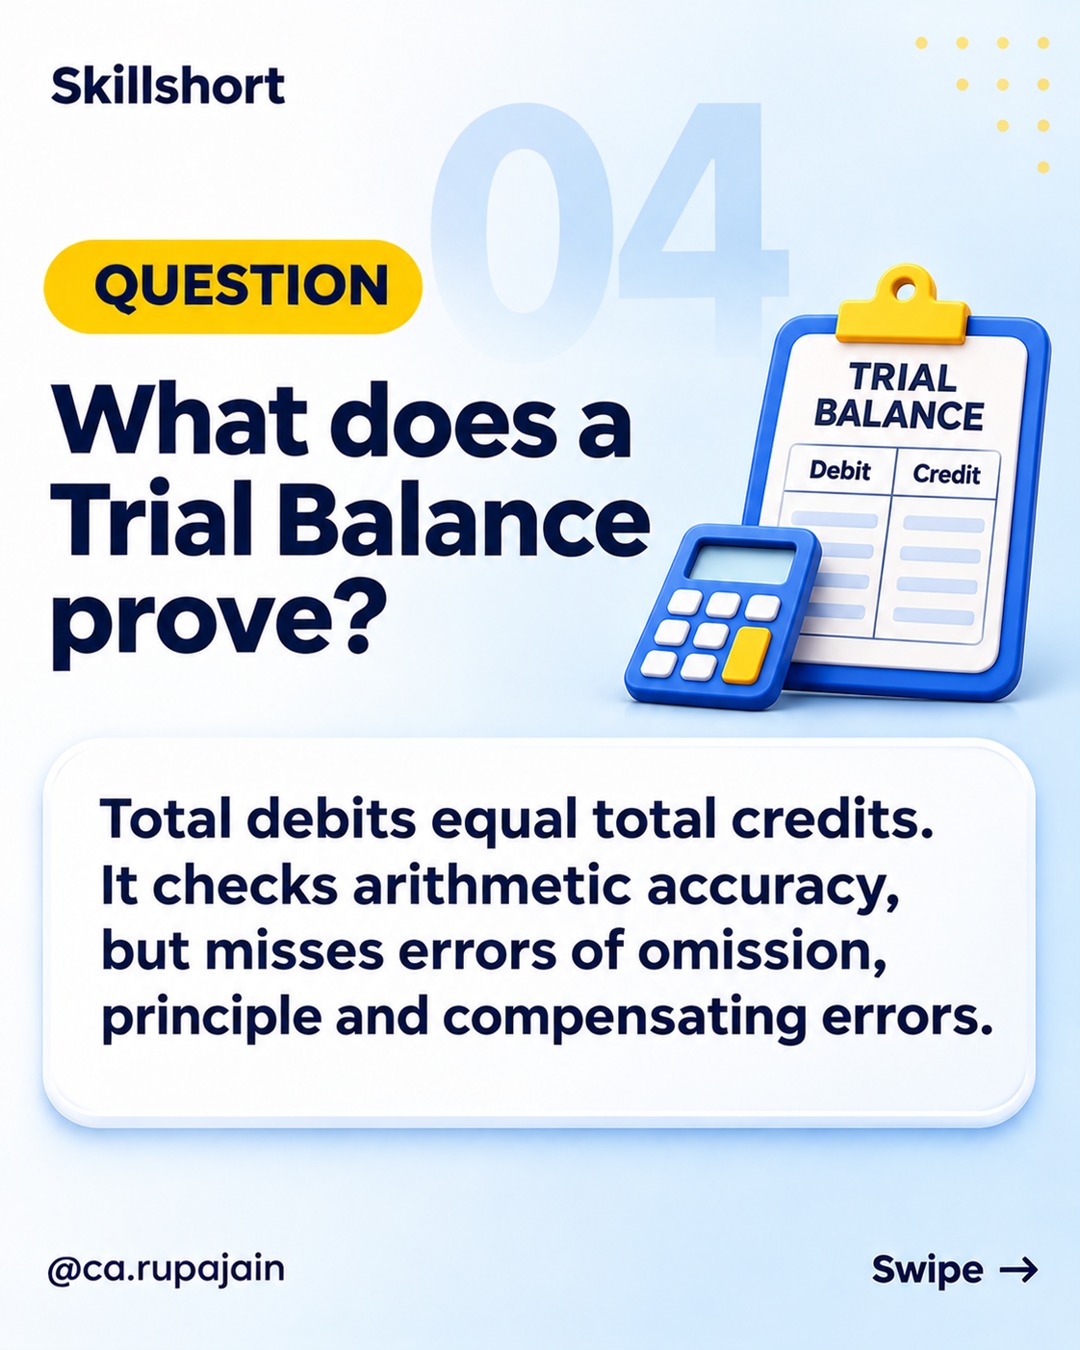 Skillshort
04
QUESTION
What does a
Trial Balance
prove?
TRIAL
BALANCE
Debit Credit
Total debits equal total credits.
It checks arithmetic accuracy,
but misses errors of omission,
principle and compensating errors.
@ca.rupajain
Swipe →